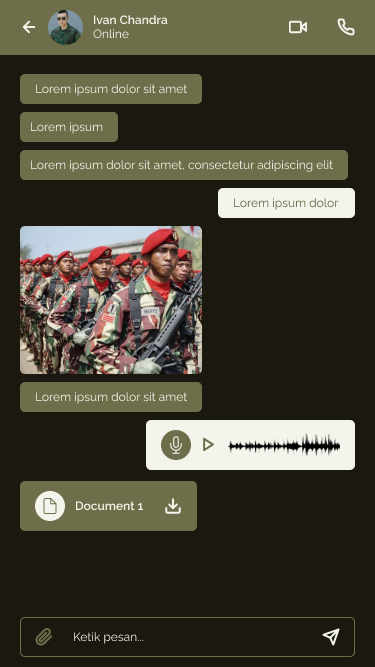 Ivan Chandra
Online
Lorem ipsum dolor sit amet
Lorem ipsum
Lorem ipsum dolor sit amet, consectetur adipiscing elit
Lorem ipsum dolor
Lorem ipsum dolor sit amet
Document 1
Ketik pesan...